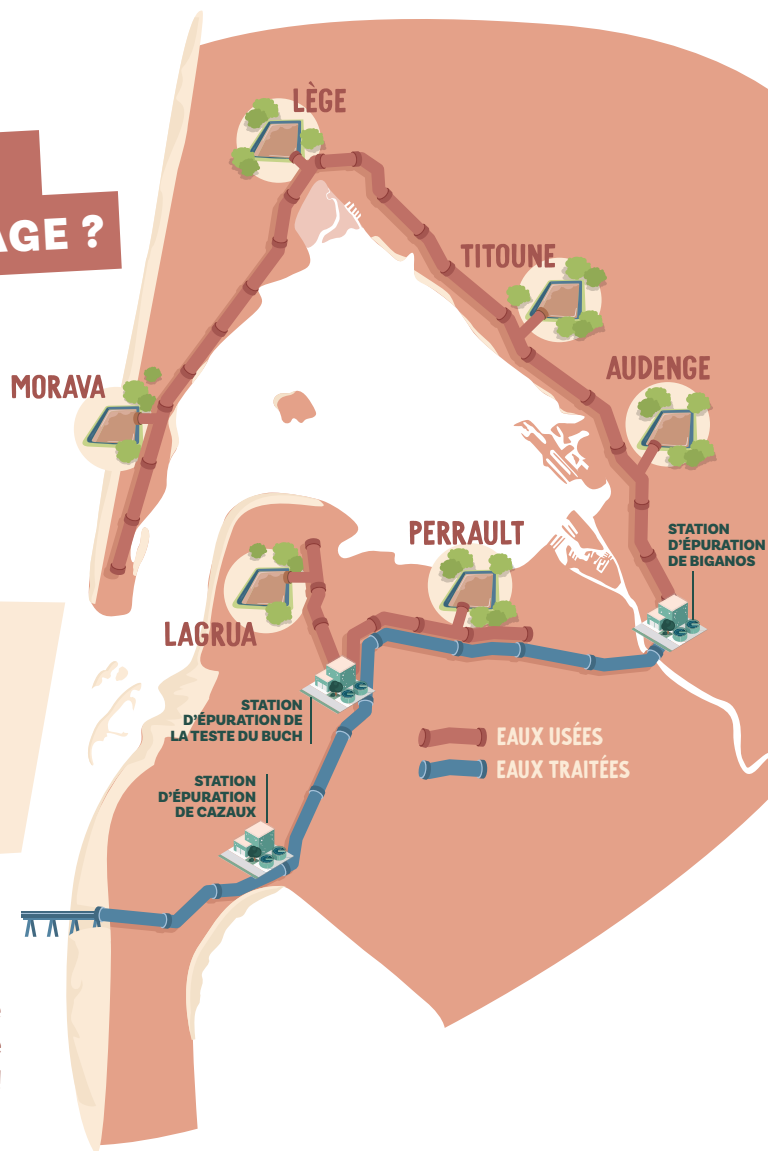 LÈGE
AGE ?
TITOUNE
AUDENGE
MORAVA
PERRAULT
STATION
D'ÉPURATION
DE BIGANOS
LAGRUA
STATION
D'ÉPURATION DE
LA TESTE DU BUCH
EAUX USÉES
EAUX TRAITÉES
STATION
D'ÉPURATION
DE CAZAUX